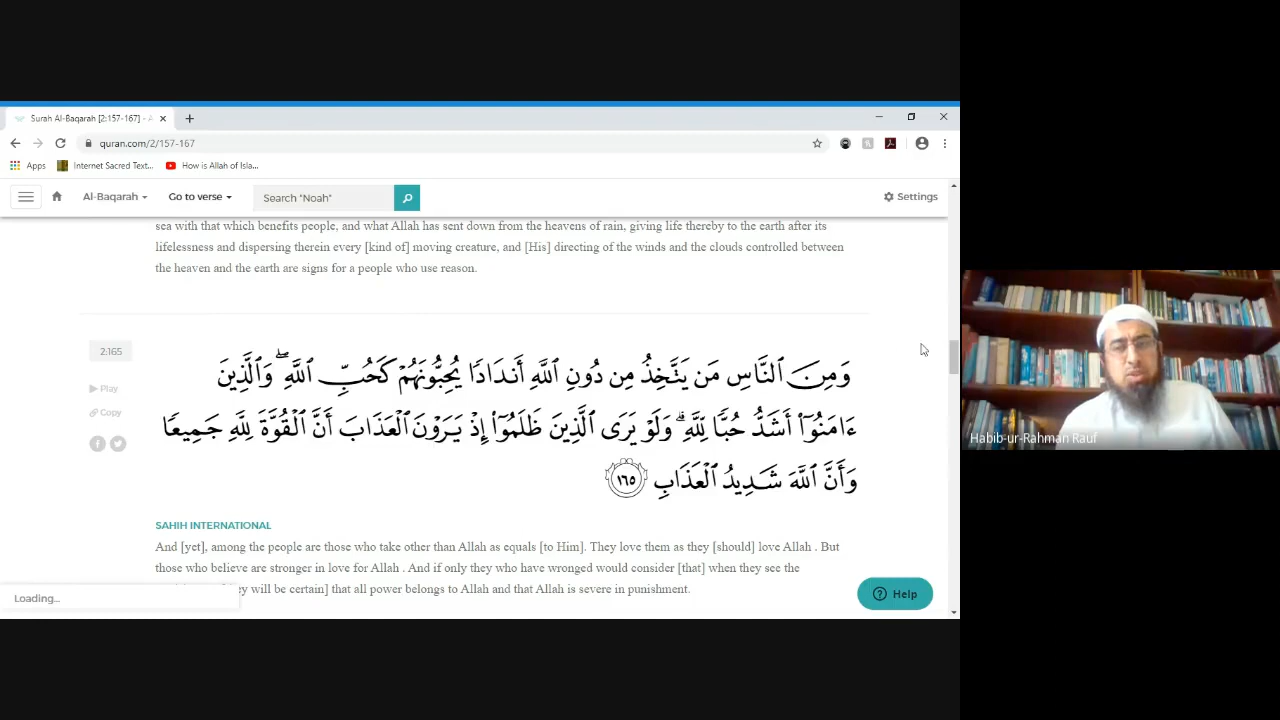 Surah Al-Baqarah [2:157-167] -
quran.com/2/157-167
Apps Internet Sacred Text... How is Allah of Isla...
Al-Baqarah Go to verse Search "Noah" Settings
sea with that which benefits people, and what Allah has sent down from the heavens of rain, giving life thereby to the earth after its
lifelessness and dispersing therein every [kind of] moving creature, and [His] directing of the winds and the clouds controlled between
the heaven and the earth are signs for a people who use reason.
2:165
Play
Copy
وَمِنَ ٱلنَّاسِ مَن يَتَّخِذُ مِن دُونِ ٱللَّهِ أَندَادًا يُحِبُّونَهُمْ كَحُبِّ ٱللَّهِ ۖ وَٱلَّذِينَ
ءَامَنُوٓا۟ أَشَدُّ حُبًّا لِّلَّهِ ۗ وَلَوْ يَرَى ٱلَّذِينَ ظَلَمُوٓا۟ إِذْ يَرَوْنَ ٱلْعَذَابَ أَنَّ ٱلْقُوَّةَ لِلَّهِ جَمِيعًا
وَأَنَّ ٱللَّهَ شَدِيدُ ٱلْعَذَابِ ١٦٥
SAHIH INTERNATIONAL
And [yet], among the people are those who take other than Allah as equals [to Him]. They love them as they [should] love Allah . But
those who believe are stronger in love for Allah . And if only they who have wronged would consider [that] when they see the
will be certain] that all power belongs to Allah and that Allah is severe in punishment.
Loading...
Help
Habib-ur-Rahman Rauf